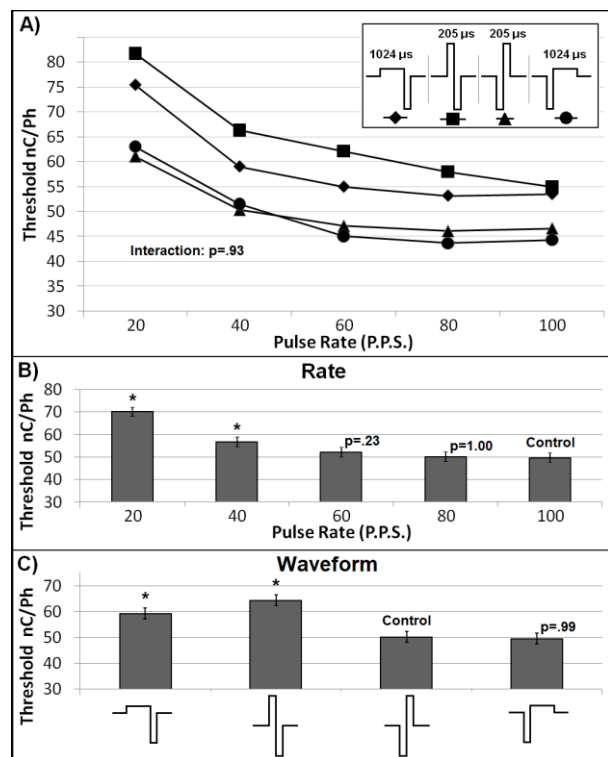 A)
1024 µs
205 µs
205 µs
1024 µs
Threshold nC/Ph
85
80
75
70
65
60
55
50
45
40
35
30
Interaction: p=.93
20 40 60 80 100
Pulse Rate (P.P.S.)
B)
Rate
Threshold nC/Ph
80
70
60
50
40
30
*
*
p=.23
p=1.00
Control
20 40 60 80 100
Pulse Rate (P.P.S.)
C)
Waveform
Threshold nC/Ph
70
60
50
40
30
*
*
Control
p=.99